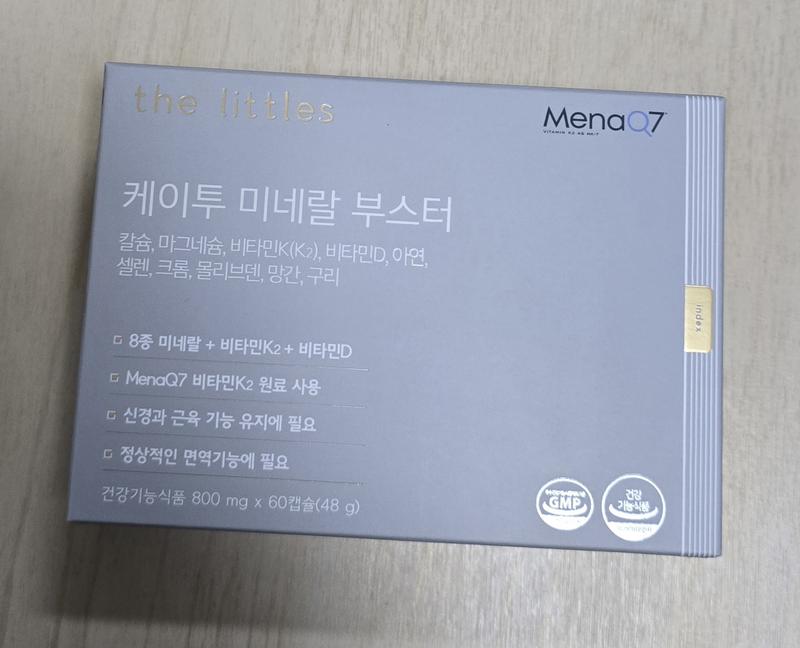 the littles
MenaQ7
VITAMIN K2 AS MK-7
케이투 미네랄 부스터
칼슘, 마그네슘, 비타민K(K2), 비타민D, 아연,
셀렌, 크롬, 몰리브덴, 망간, 구리
index
8종 미네랄 + 비타민K2 + 비타민D
MenaQ7 비타민K2 원료 사용
신경과 근육 기능 유지에 필요
정상적인 면역기능에 필요
건강기능식품 800 mg x 60캡슐(48 g)
GMP
건강
기능식품